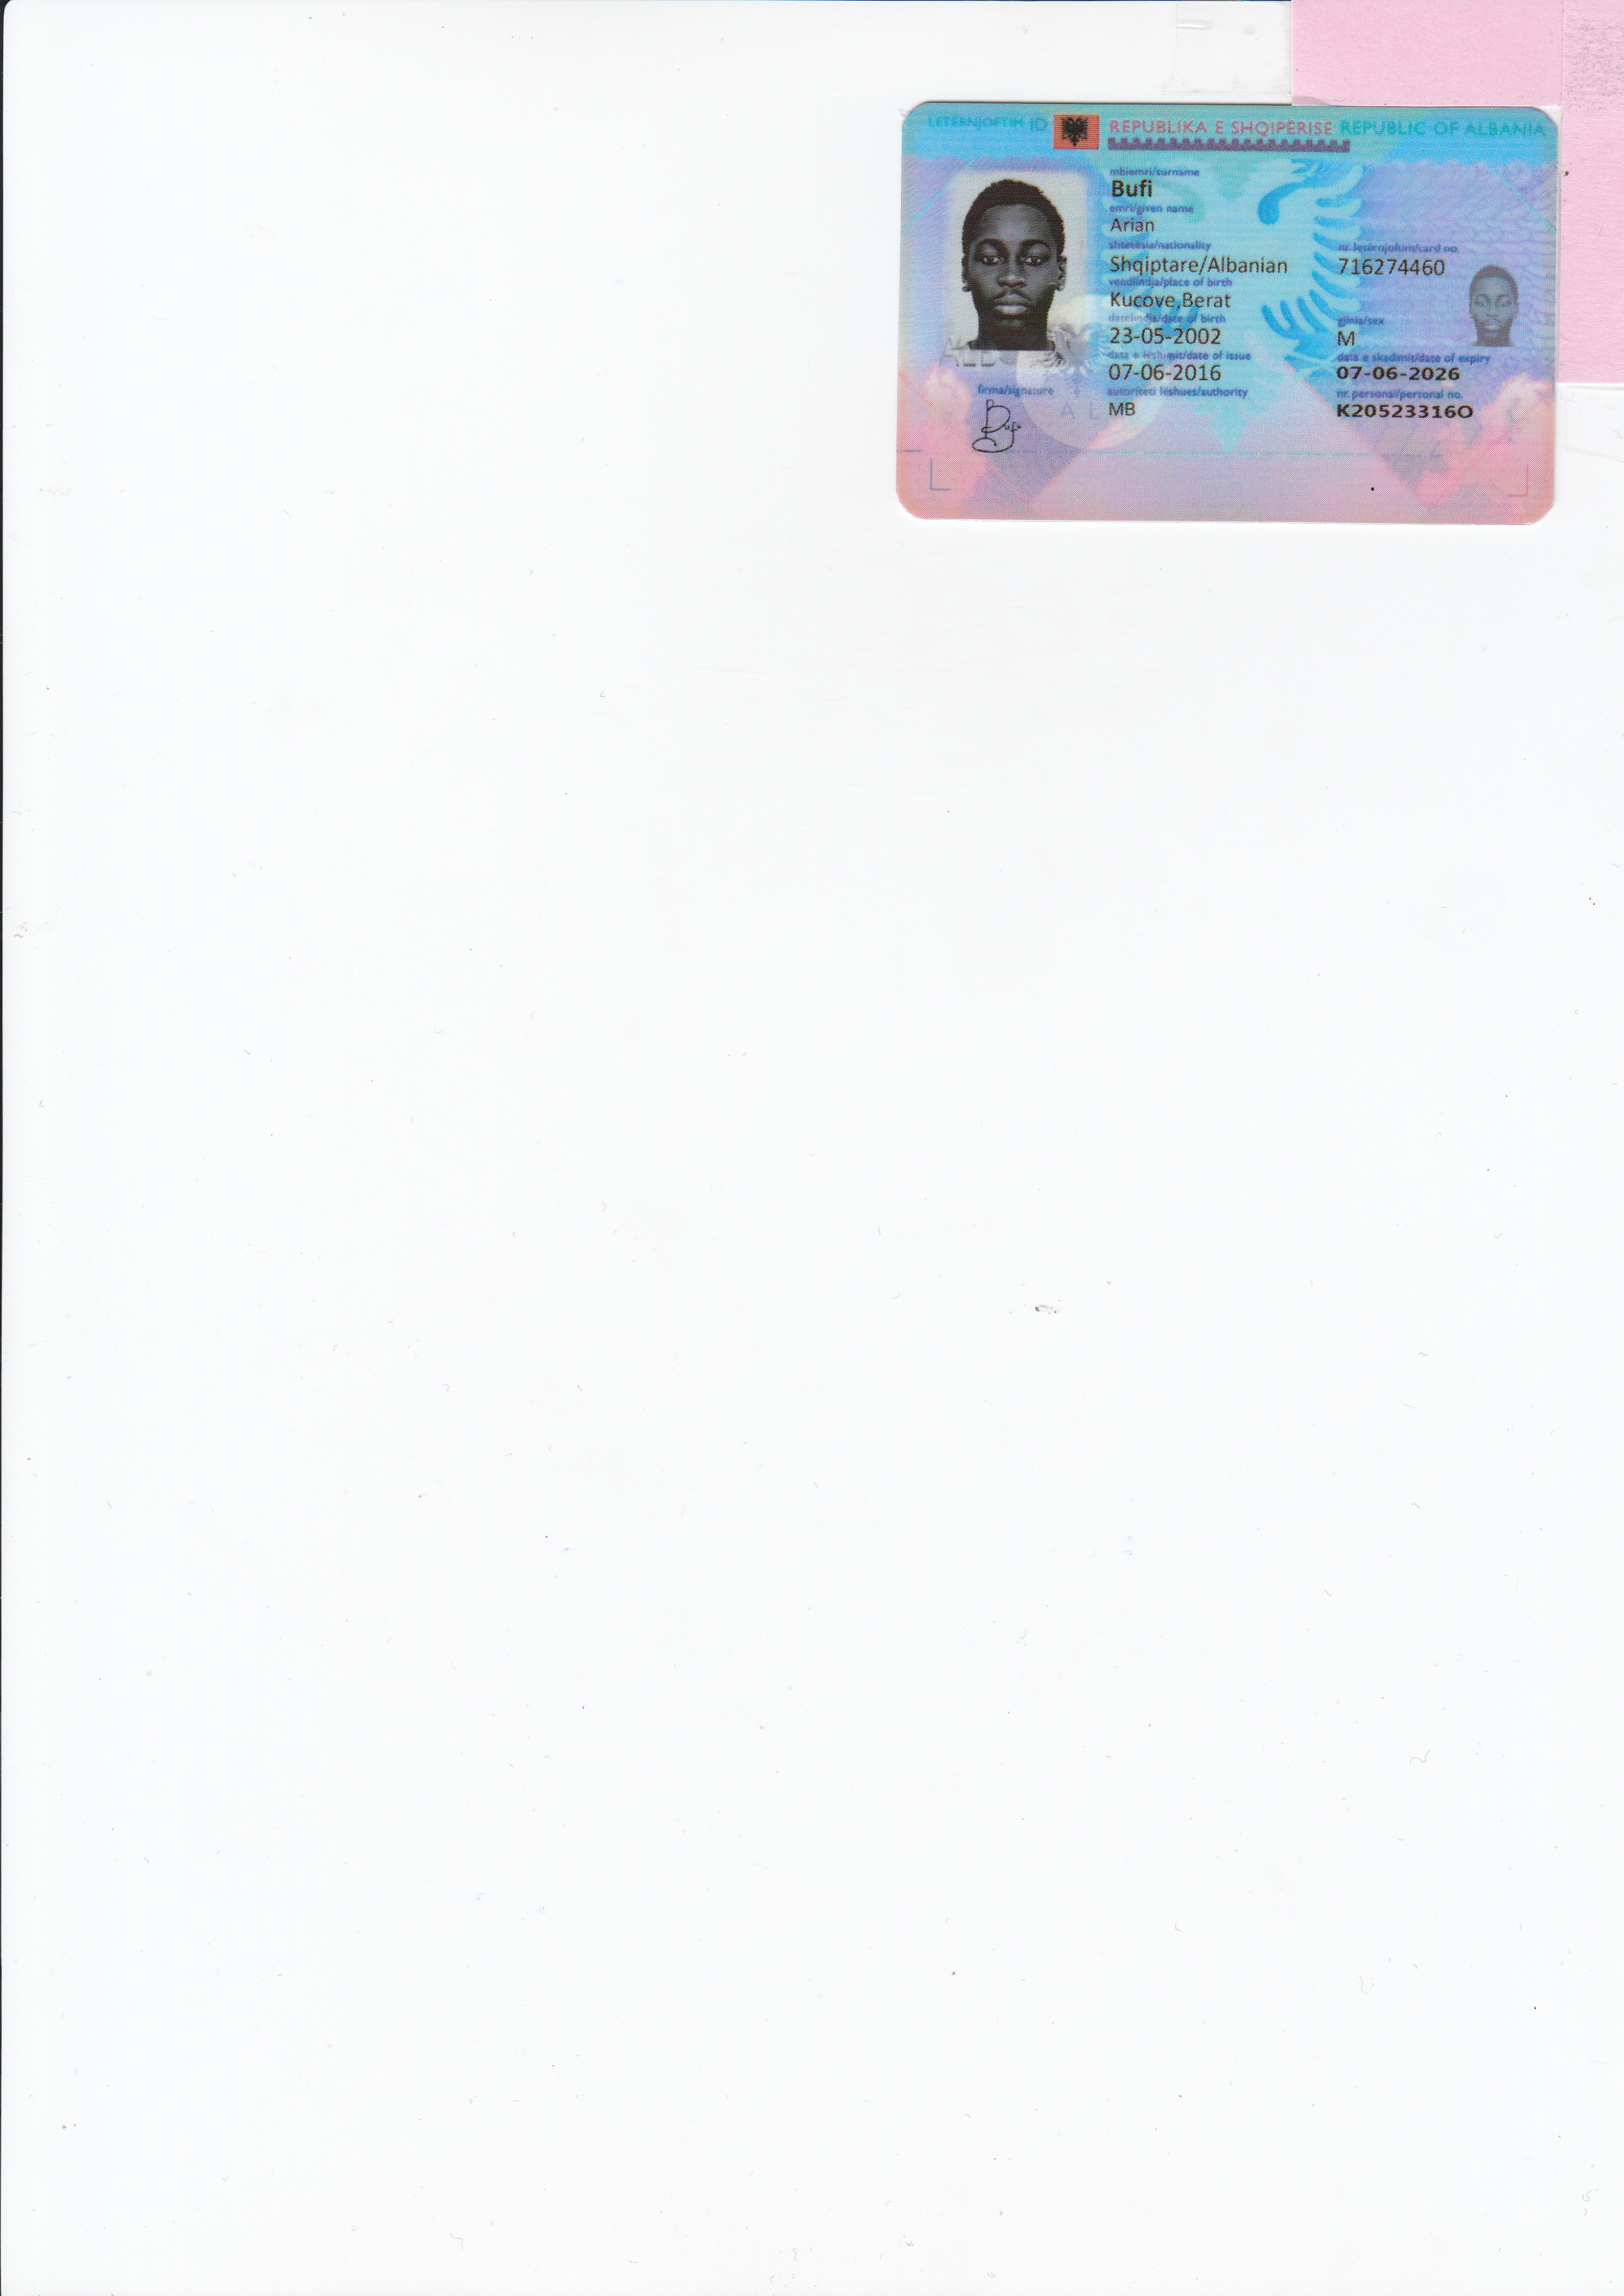 LETËRNJOFTIM ID REPUBLIKA E SHQIPËRISË REPUBLIC OF ALBANIA
mbiemri/surname
Bufi
emri/given name
Arian
shtetësia/nationality nr. letërnjoftim/card no.
Shqiptare/Albanian 716274460
vendlindja/place of birth
Kucove,Berat
datelindja/date of birth gjinia/sex
23-05-2002 M
data e lëshimit/date of issue data e skadimit/date of expiry
07-06-2016 07-06-2026
firma/signature autoriteti lëshues/authority nr. personal/personal no.
MB K20523316O